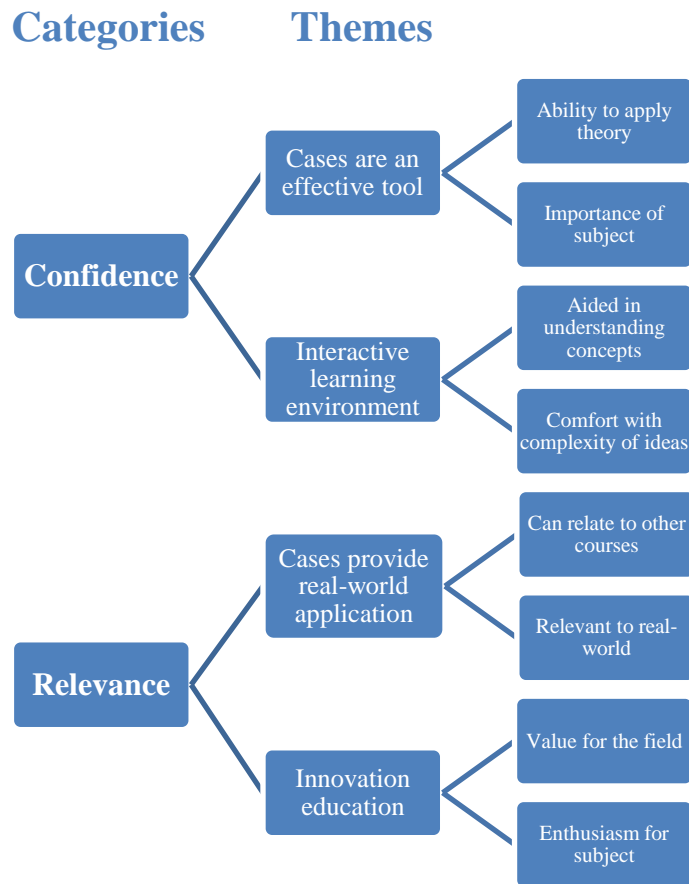 Categories Themes
Confidence
Cases are an
effective tool
Ability to apply
theory
Importance of
subject
Interactive
learning
environment
Aided in
understanding
concepts
Comfort with
complexity of ideas
Relevance
Cases provide
real-world
application
Can relate to other
courses
Relevant to real-
world
Innovation
education
Value for the field
Enthusiasm for
subject